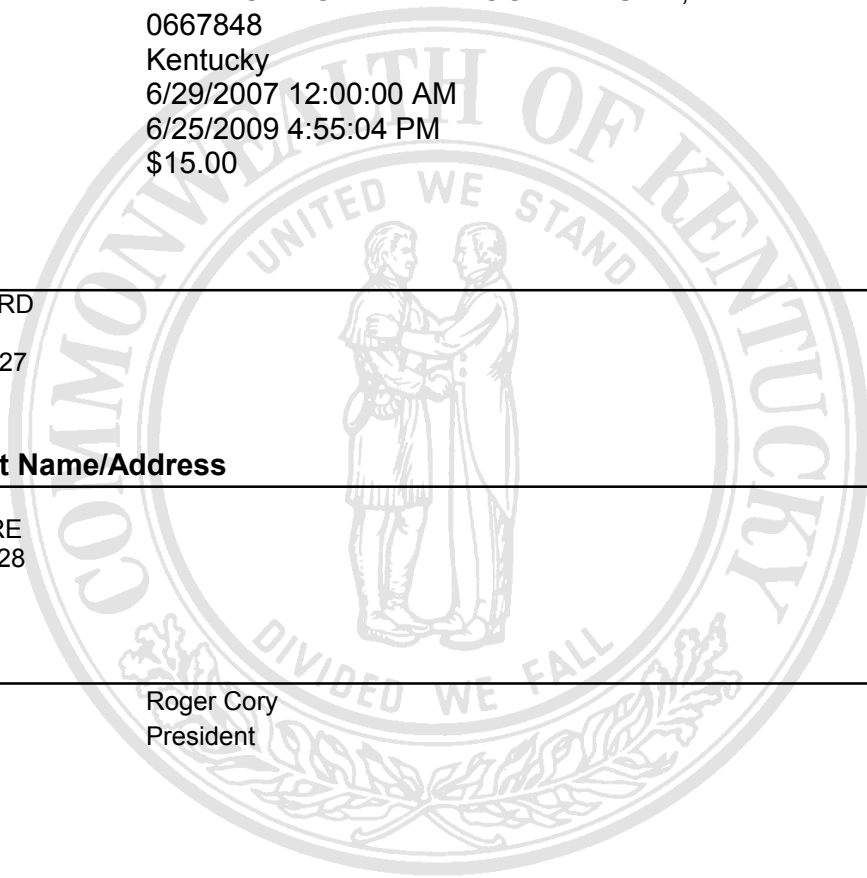 0667848
Kentucky
6/29/2007 12:00:00 AM
6/25/2009 4:55:04 PM
$15.00
RD
27
t Name/Address
RE
28
Roger Cory
President
COMMONWEALTH OF KENTUCKY
UNITED WE STAND
DIVIDED WE FALL